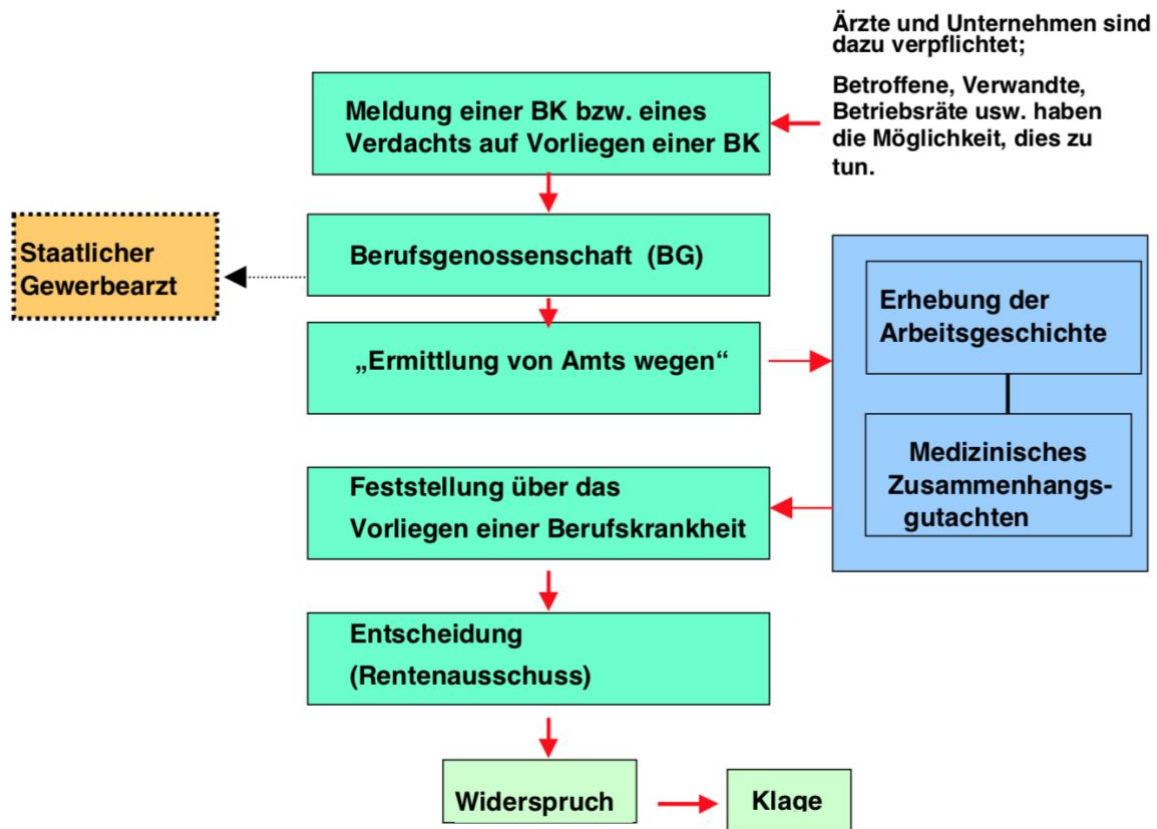 Ärzte und Unternehmen sind
dazu verpflichtet;
Betroffene, Verwandte,
Betriebsräte usw. haben
die Möglichkeit, dies zu
tun.
Meldung einer BK bzw. eines
Verdachts auf Vorliegen einer BK
Staatlicher
Gewerbearzt
Berufsgenossenschaft (BG)
„Ermittlung von Amts wegen“
Erhebung der
Arbeitsgeschichte
Medizinisches
Zusammenhangs-
gutachten
Feststellung über das
Vorliegen einer Berufskrankheit
Entscheidung
(Rentenausschuss)
Widerspruch
Klage